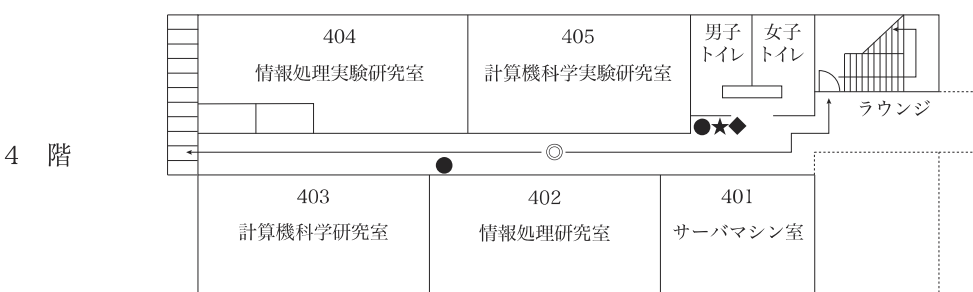 404
情報処理実験研究室
405
計算機科学実験研究室
男子
トイレ
女子
トイレ
ラウンジ
4 階
403
計算機科学研究室
402
情報処理研究室
401
サーバマシン室